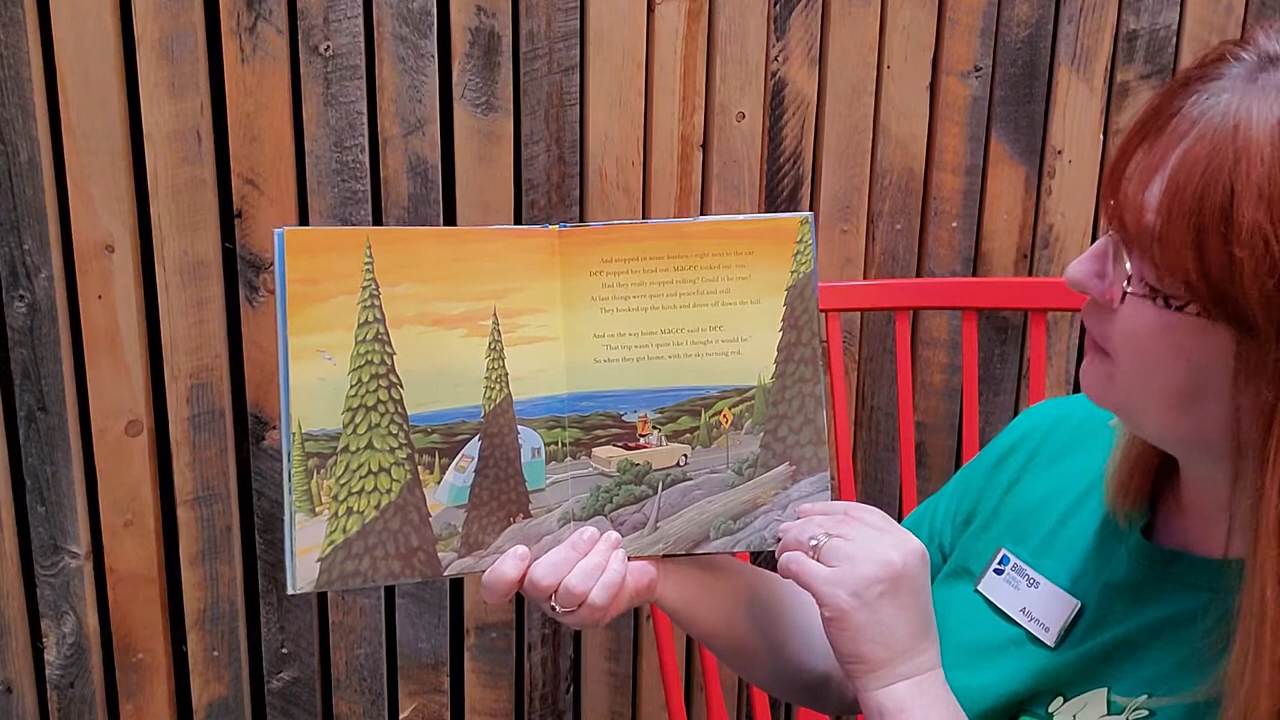 And stopped in some bushes—right next to the car
DEE popped her head out. MAGEE looked out, too.
Had they really stopped rolling? Could it be true?
At last things were quiet and peaceful and still
They hooked up the hitch and drove off down the hill.
And on the way home MAGEE said to DEE,
"That trip wasn't quite like I thought it would be."
So when they got home, with the sky turning red,
Billings
PUBLIC
LIBRARY
Allynne